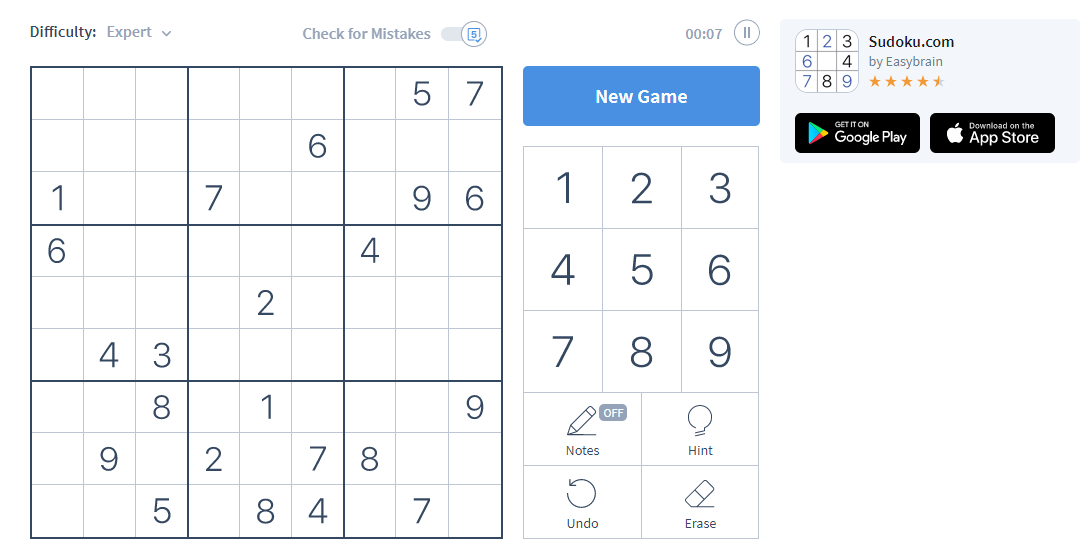 Difficulty: Expert
Check for Mistakes 5
00:07
5 7
6
1 7 9 6
6 4
2
4 3
8 1 9
9 2 7 8
5 8 4 7
New Game
1 2 3
4 5 6
7 8 9
OFF
Notes Hint
Undo Erase
1 2 3
6 4
7 8 9
Sudoku.com
by Easybrain
GET IT ON
Google Play
Download on the
App Store